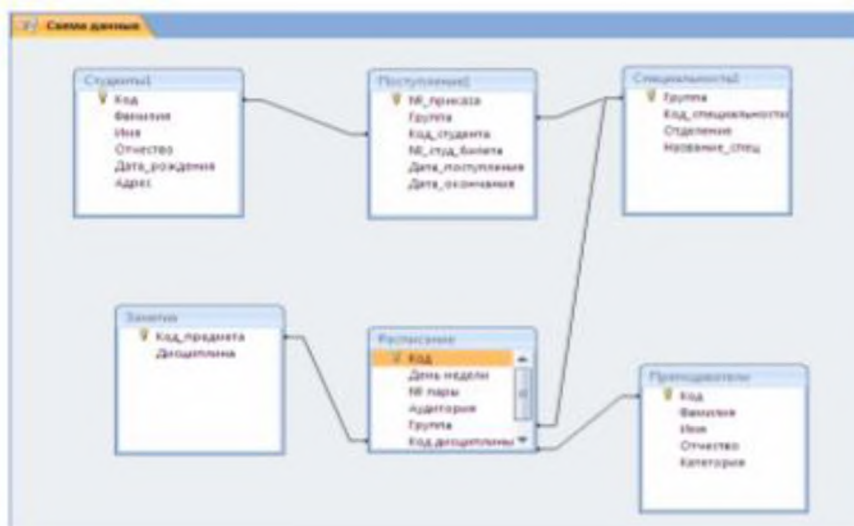 Схема данных
Студенты1
Код
Фамилия
Имя
Отчество
Дата_рождения
Адрес
Поступление1
№_приказа
Группа
Код_студента
№_студ_билета
Дата_поступления
Дата_окончания
Специальность1
Группа
Код_специальности
Отделение
Название_спец
Занятия
Код_предмета
Дисциплина
Расписание
Код
День недели
№ пары
Аудитория
Группа
Код дисциплины
Преподаватели
Код
Фамилия
Имя
Отчество
Категория